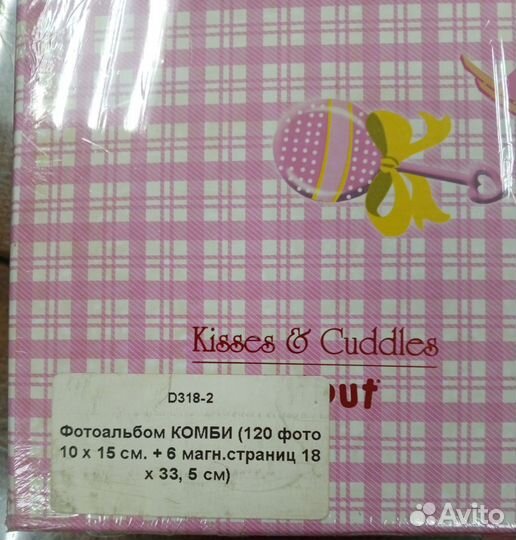 Kisses & Cuddles
out
D318-2
Фотоальбом КОМБИ (120 фото
10 х 15 см. + 6 магн.страниц 18
х 33, 5 см)
Avito